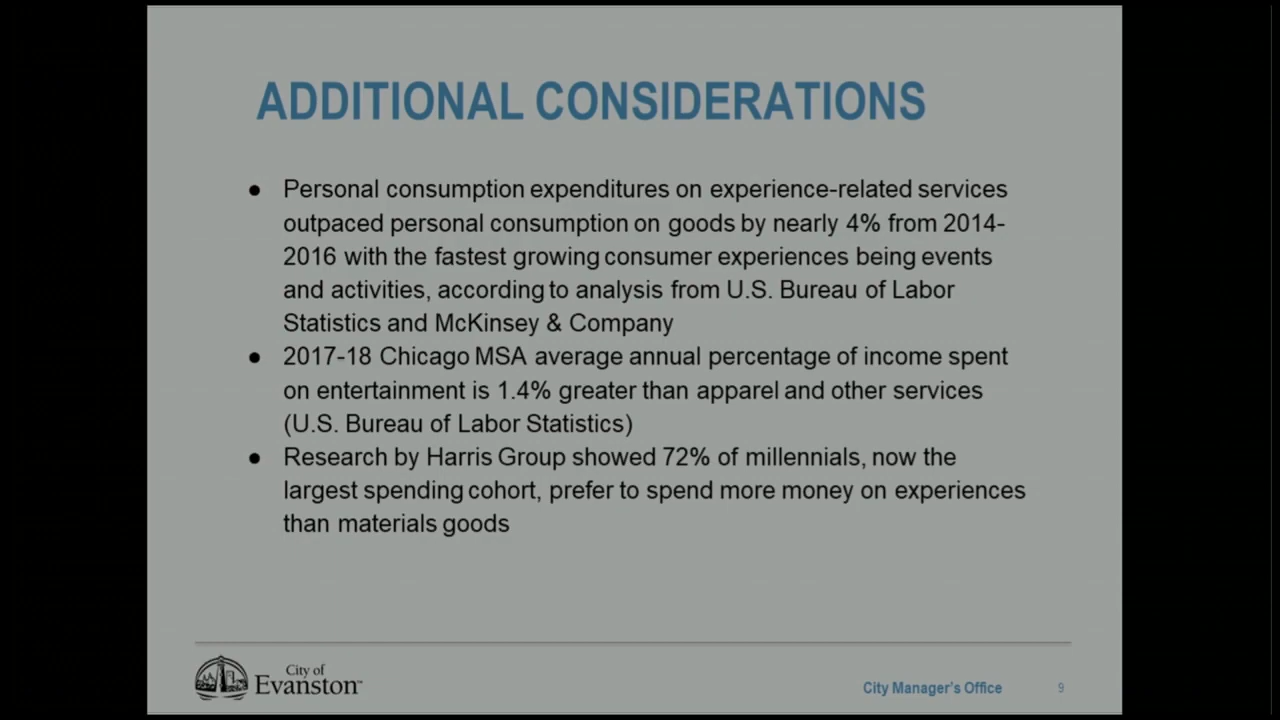 ADDITIONAL CONSIDERATIONS
● Personal consumption expenditures on experience-related services
outpaced personal consumption on goods by nearly 4% from 2014-
2016 with the fastest growing consumer experiences being events
and activities, according to analysis from U.S. Bureau of Labor
Statistics and McKinsey & Company
● 2017-18 Chicago MSA average annual percentage of income spent
on entertainment is 1.4% greater than apparel and other services
(U.S. Bureau of Labor Statistics)
● Research by Harris Group showed 72% of millennials, now the
largest spending cohort, prefer to spend more money on experiences
than materials goods
City of
Evanston™
City Manager's Office 9